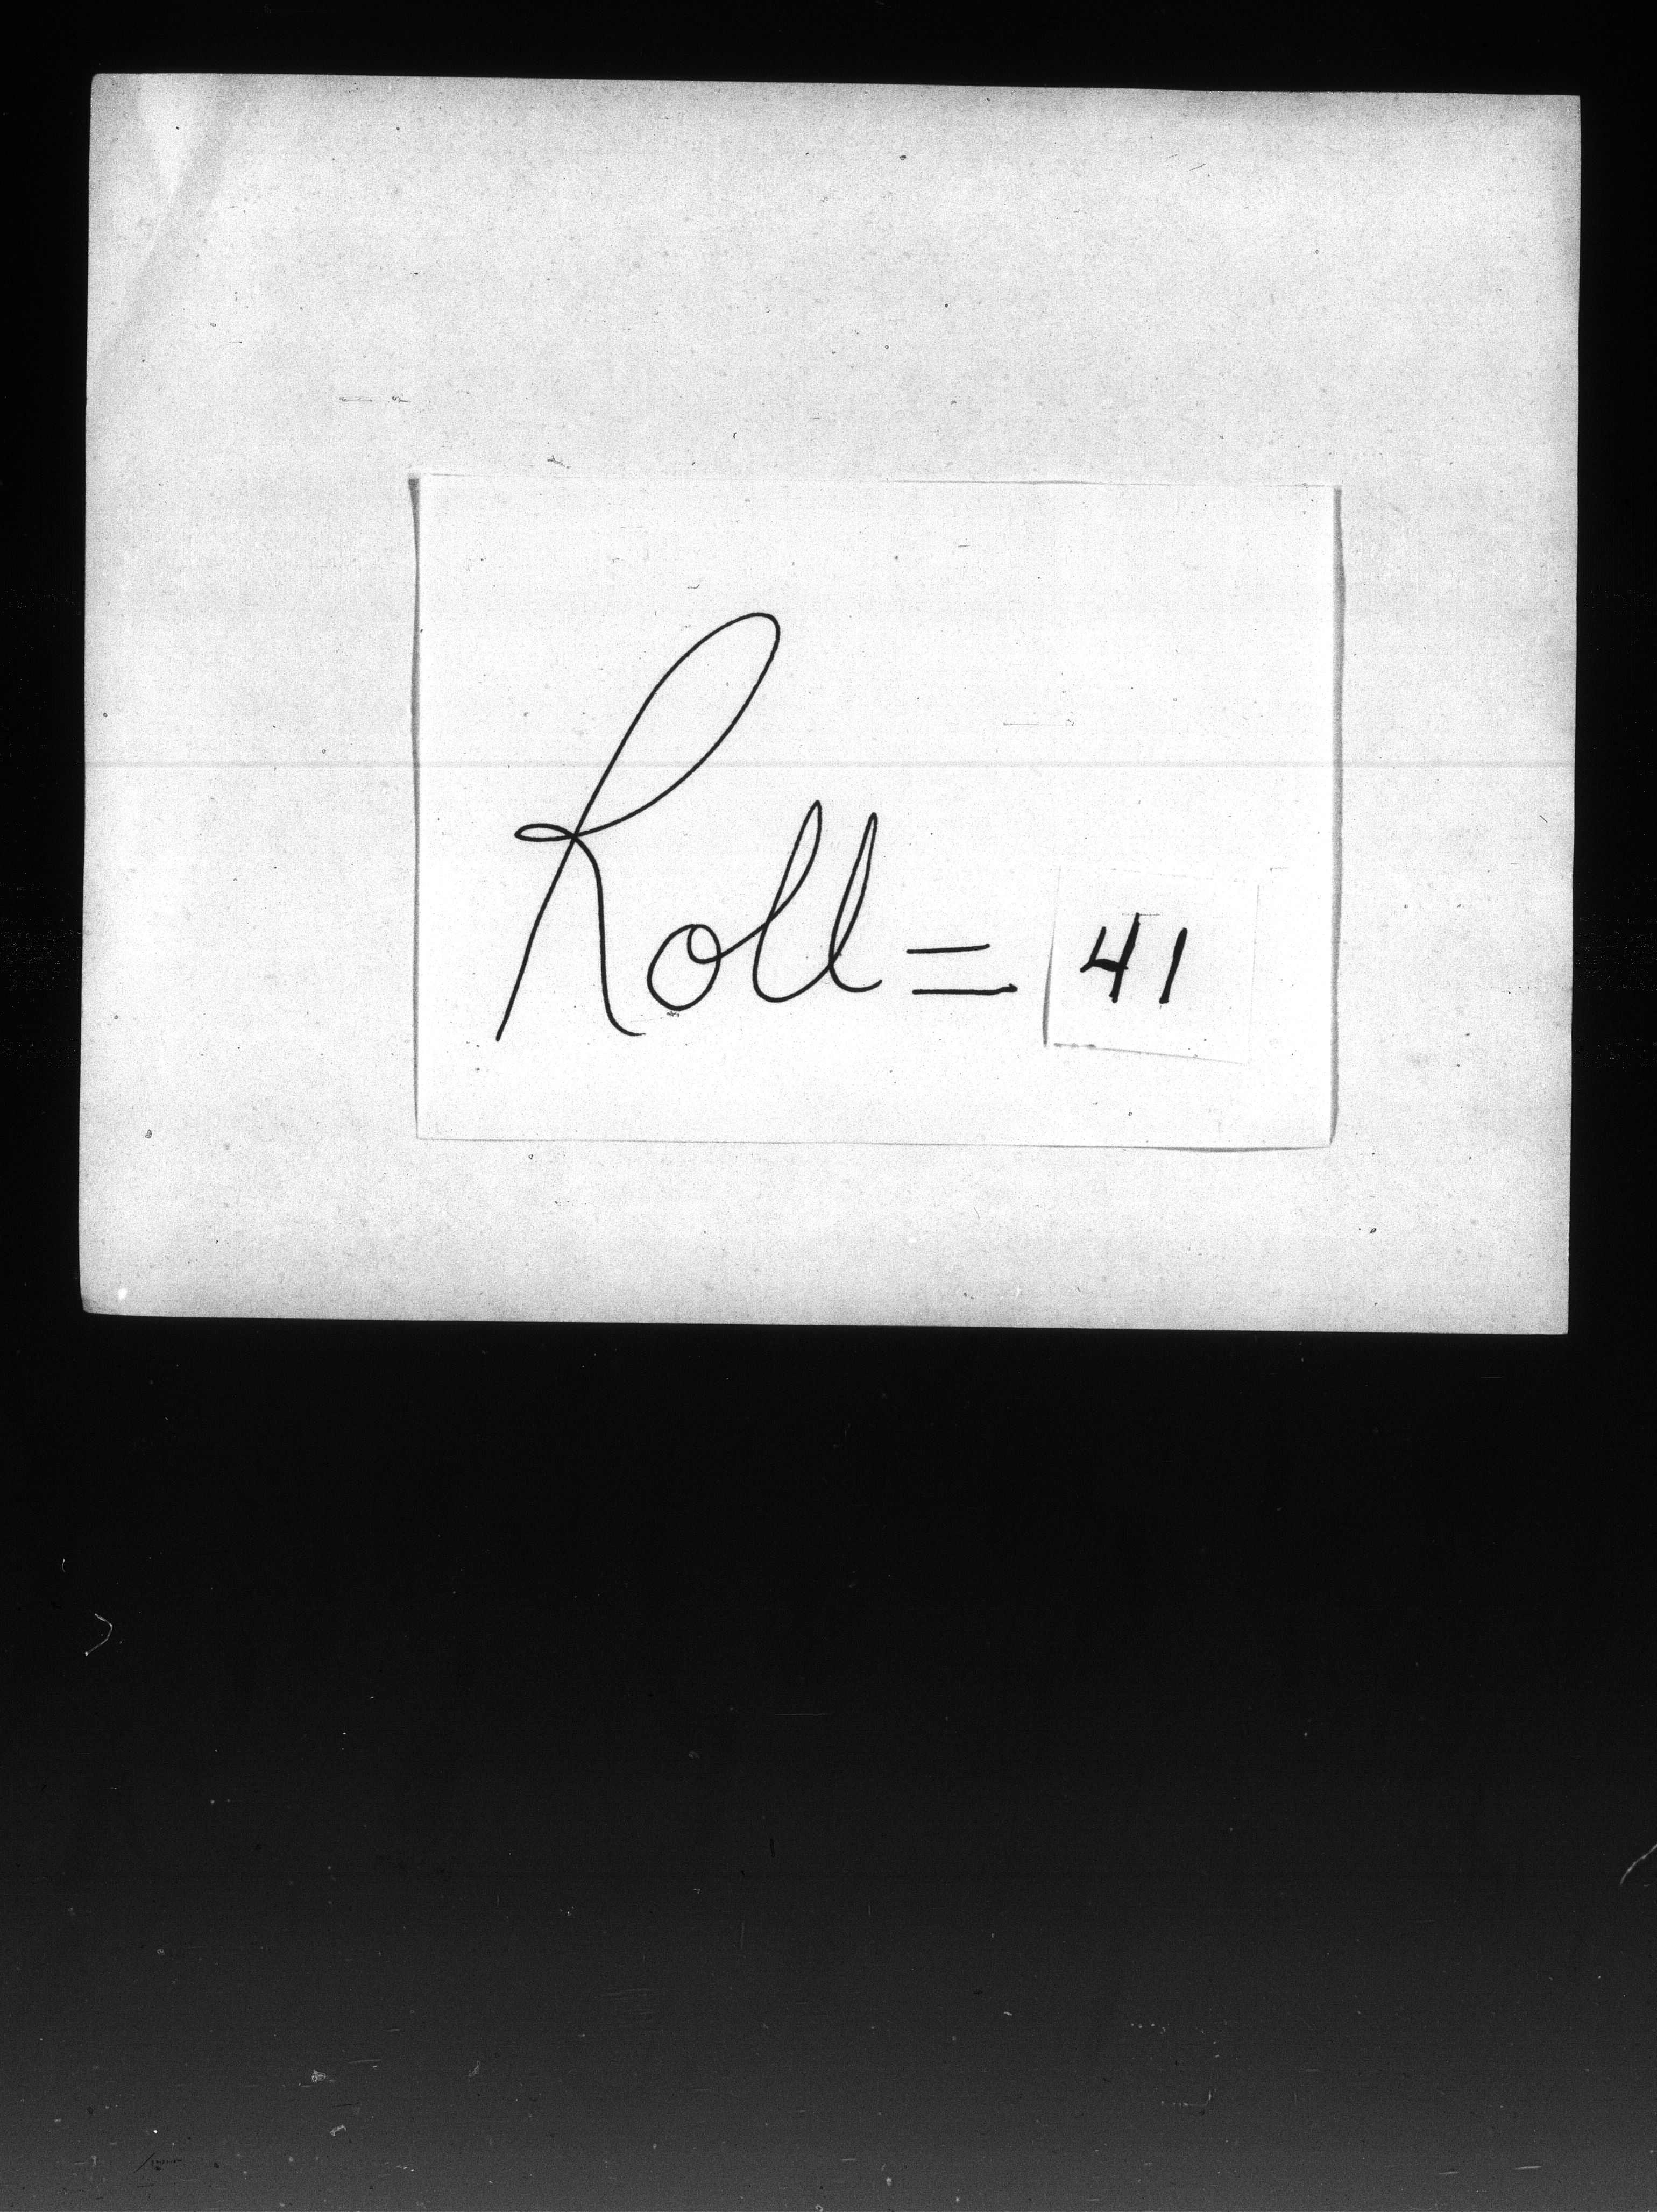 Roll = 41